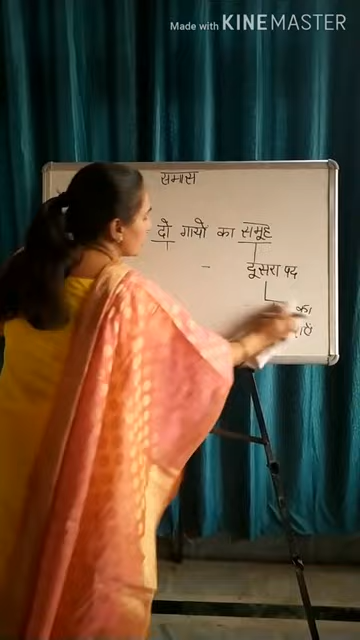 Made with KINEMASTER
समास
दो गायो का समूह
दूसरा पद
का